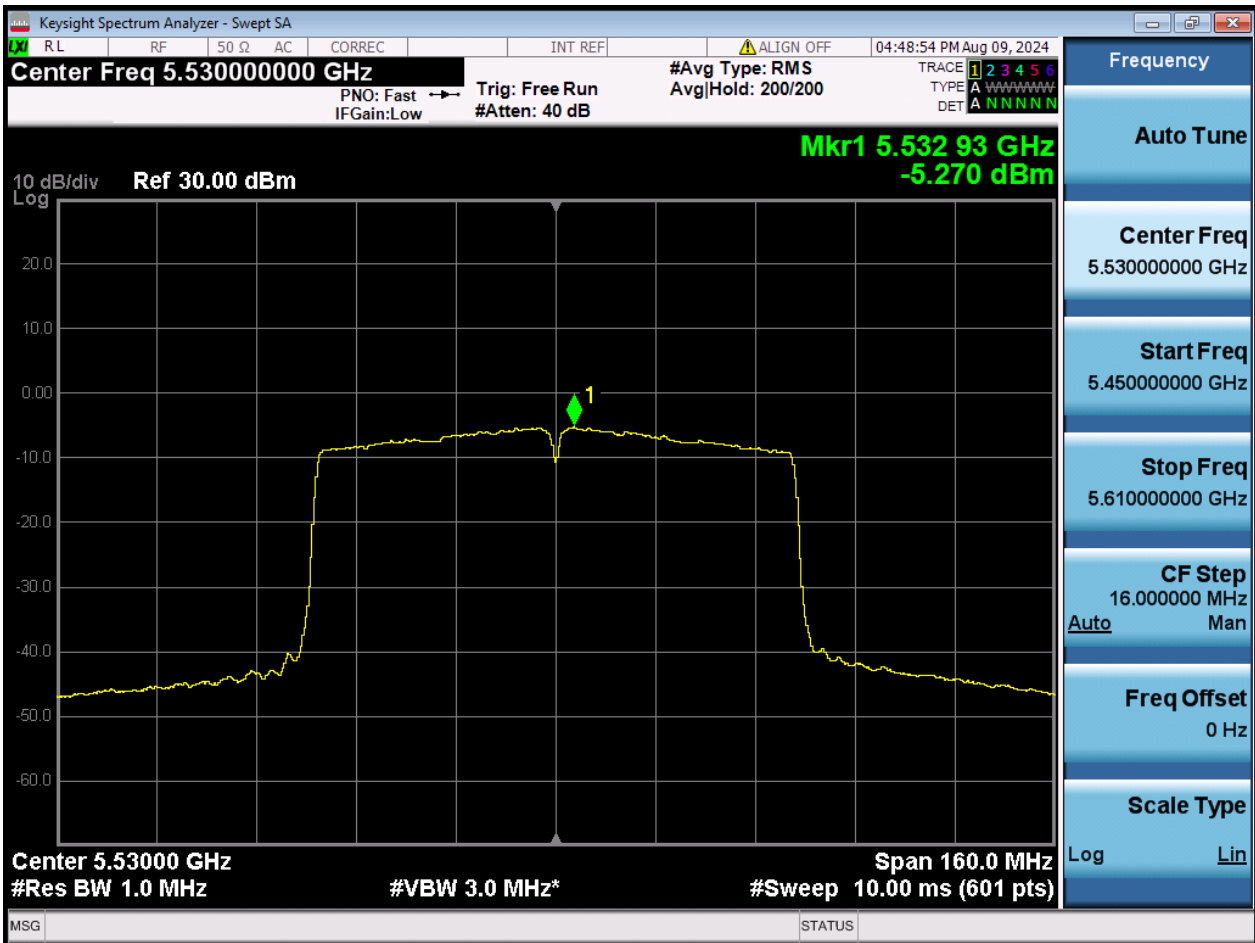 Keysight Spectrum Analyzer - Swept SA
LXI RL RF 50 Ω AC CORREC INT REF ALIGN OFF 04:48:54 PM Aug 09, 2024
Center Freq 5.530000000 GHz
PNO: Fast
IFGain:Low
Trig: Free Run
#Atten: 40 dB
#Avg Type: RMS
Avg|Hold: 200/200
TRACE 1 2 3 4 5 6
TYPE A WWWWW
DET A N N N N N
Mkr1 5.532 93 GHz
-5.270 dBm
10 dB/div Ref 30.00 dBm
Log
20.0
10.0
0.00
-10.0
-20.0
-30.0
-40.0
-50.0
-60.0
1
Center 5.53000 GHz Span 160.0 MHz
#Res BW 1.0 MHz #VBW 3.0 MHz* #Sweep 10.00 ms (601 pts)
MSG STATUS
Frequency
Auto Tune
Center Freq
5.530000000 GHz
Start Freq
5.450000000 GHz
Stop Freq
5.610000000 GHz
CF Step
16.000000 MHz
Auto Man
Freq Offset
0 Hz
Scale Type
Log Lin